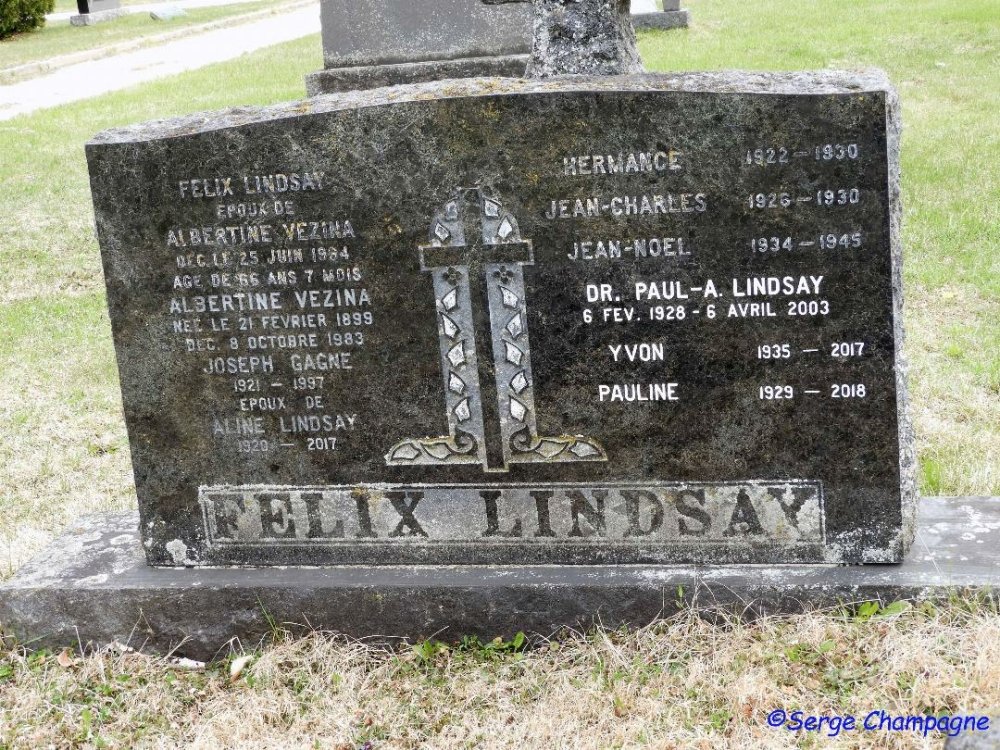 FELIX LINDSAY
EPOUX DE
ALBERTINE VEZINA
DEC. LE 25 JUIN 1964
AGE DE 66 ANS 7 MOIS
ALBERTINE VEZINA
NEE LE 21 FEVRIER 1899
DEC. 8 OCTOBRE 1983
JOSEPH GAGNE
1921 - 1997
EPOUX DE
ALINE LINDSAY
1920 - 2017
HERMANCE 1922 - 1930
JEAN-CHARLES 1926 - 1930
JEAN-NOEL 1934 - 1945
DR. PAUL-A. LINDSAY
6 FEV. 1928 - 6 AVRIL 2003
YVON 1935 - 2017
PAULINE 1929 - 2018
FELIX LINDSAY
©Serge Champagne